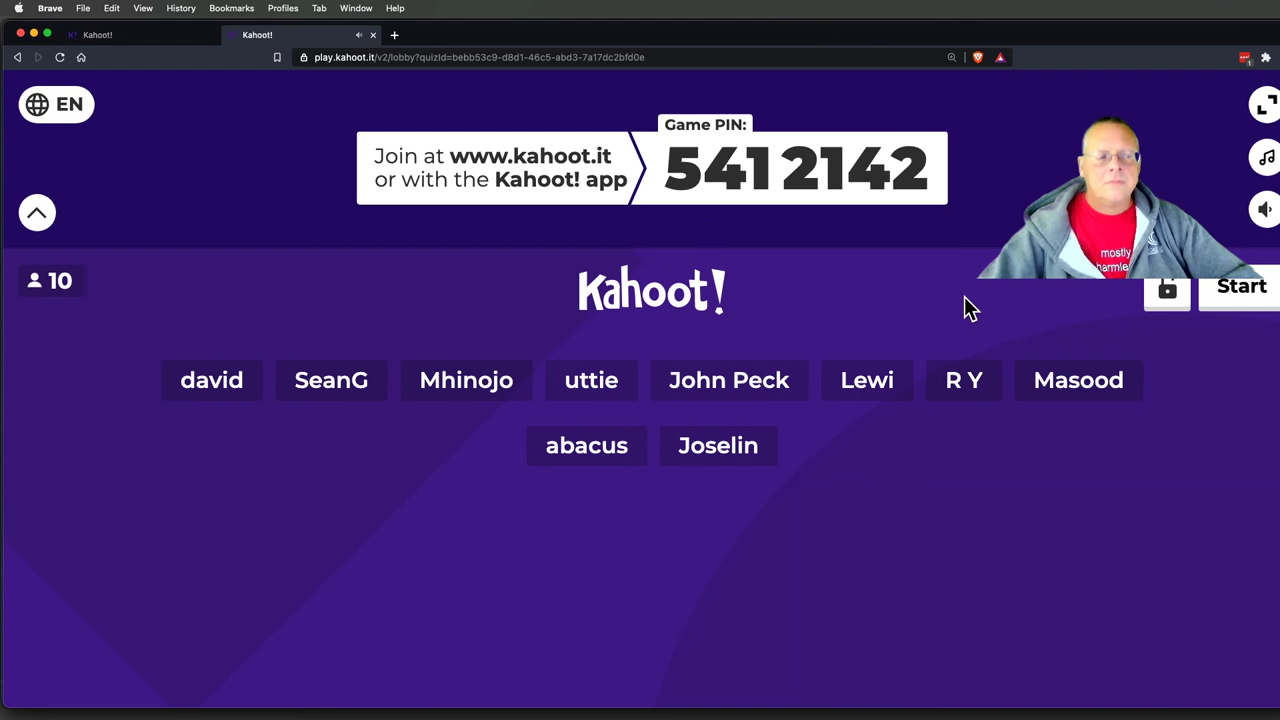 Brave File Edit View History Bookmarks Profiles Tab Window Help
Kahoot! Kahoot!
play.kahoot.it/v2/lobby?quizId=bebb53c9-d8d1-46c5-abd3-7a17dc2bfd0e
EN
Game PIN:
Join at www.kahoot.it
or with the Kahoot! app
541 2142
mostly
harmle
10
Kahoot!
Start
david SeanG Mhinojo uttie John Peck Lewi R Y Masood
abacus Joselin